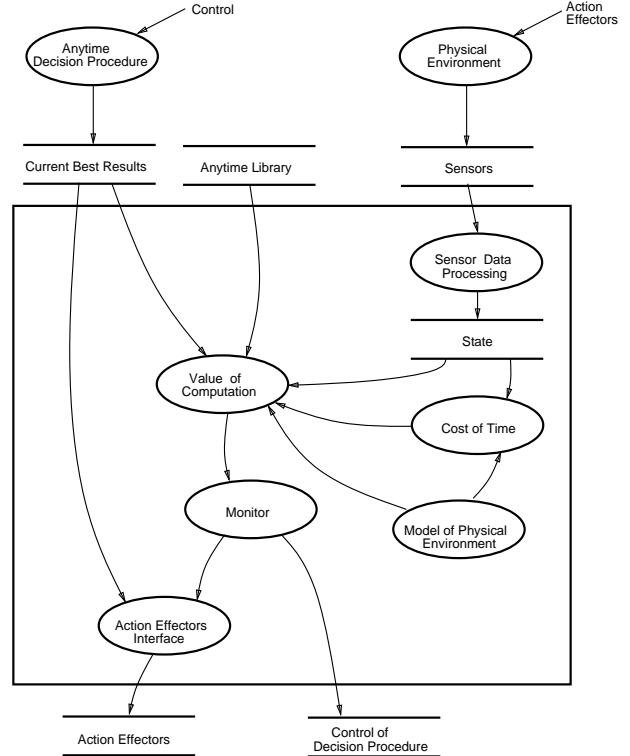 Control
Action
Effectors
Anytime
Decision Procedure
Physical
Environment
Current Best Results
Anytime Library
Sensors
Sensor Data
Processing
State
Value of
Computation
Cost of Time
Monitor
Model of Physical
Environment
Action Effectors
Interface
Action Effectors
Control of
Decision Procedure